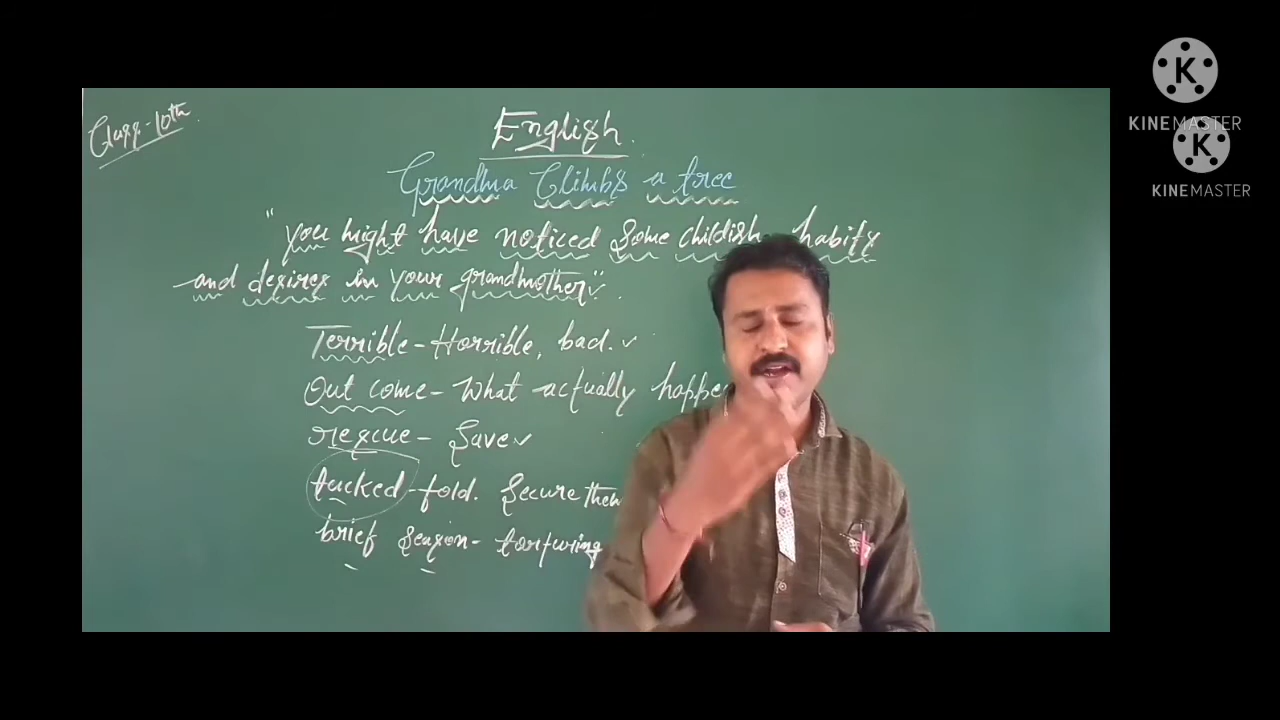 Class-10th
English.
Grandma Climbs a tree
"you might have noticed some childish habits
and desires in your grandmother".
Terrible - Horrible, bad.
Out come - What actually happe
rescue - Save
tucked - fold. Secure them
brief season - torturing
KINEMASTER
KINEMASTER